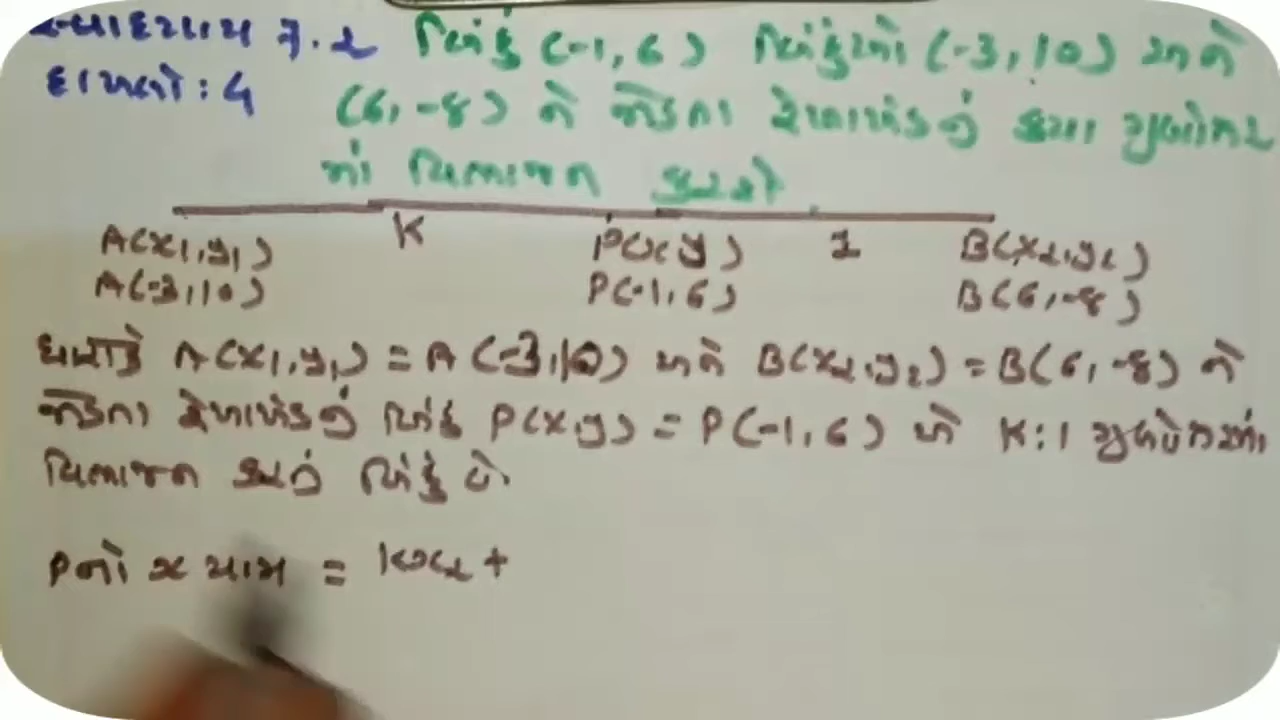 સ્વાધ્યાય 7.2 બિંદુ (-1, 6) બિંદુઓ (-3, 10) અને
દાખલો: 4 (6, -8) ને જોડતા રેખાખંડનું કયા ગુણોત્તર
માં વિભાજન કરશે.
K 1
A(x₁, y₁) P(x, y) B(x₂, y₂)
A(-3, 10) P(-1, 6) B(6, -8)
ધારોકે A(x₁, y₁) = A(-3, 10) અને B(x₂, y₂) = B(6, -8) ને
જોડતા રેખાખંડનું બિંદુ P(x, y) = P(-1, 6) એ K:1 ગુણોત્તરમાં
વિભાજન કરતું બિંદુ છે.
P નો x યામ = Kx₂ +